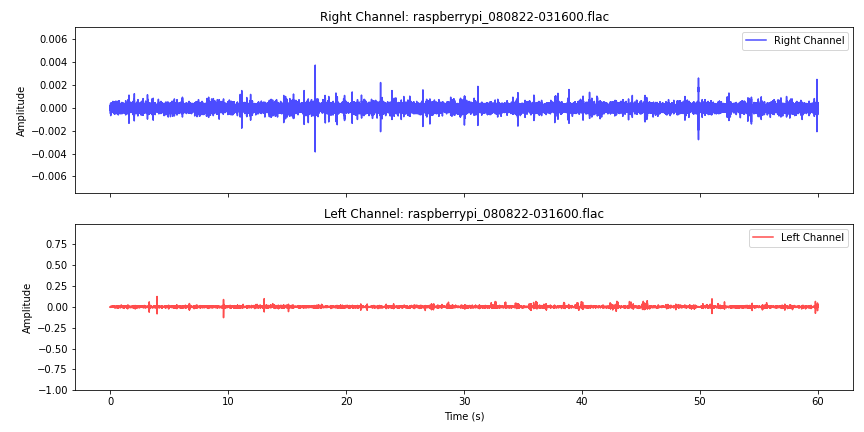 Right Channel: raspberrypi_080822-031600.flac
Right Channel
Amplitude
0.006
0.004
0.002
0.000
−0.002
−0.004
−0.006
Left Channel: raspberrypi_080822-031600.flac
Left Channel
Amplitude
0.75
0.50
0.25
0.00
−0.25
−0.50
−0.75
−1.00
0 10 20 30 40 50 60
Time (s)